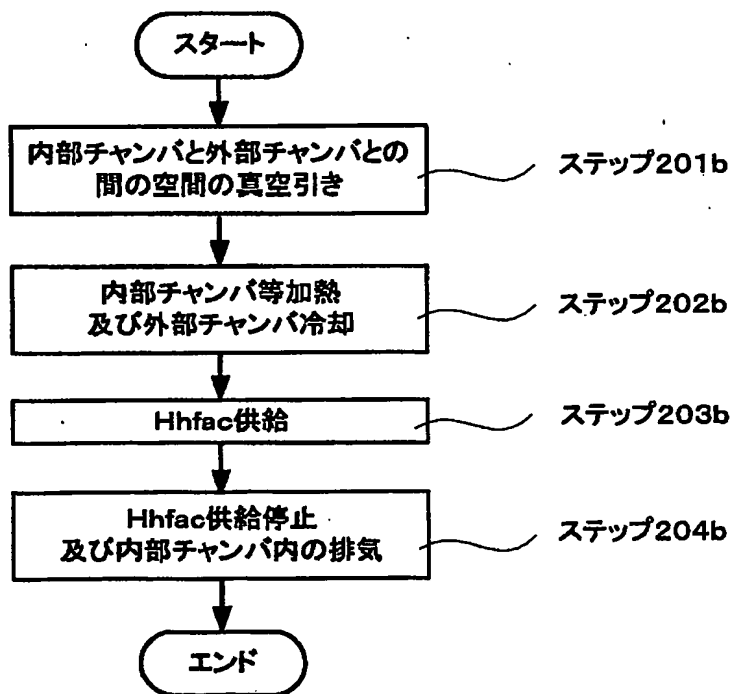 スタート
内部チャンバと外部チャンバとの
間の空間の真空引き
ステップ201b
内部チャンバ等加熱
及び外部チャンバ冷却
ステップ202b
Hhfac供給
ステップ203b
Hhfac供給停止
及び内部チャンバ内の排気
ステップ204b
エンド